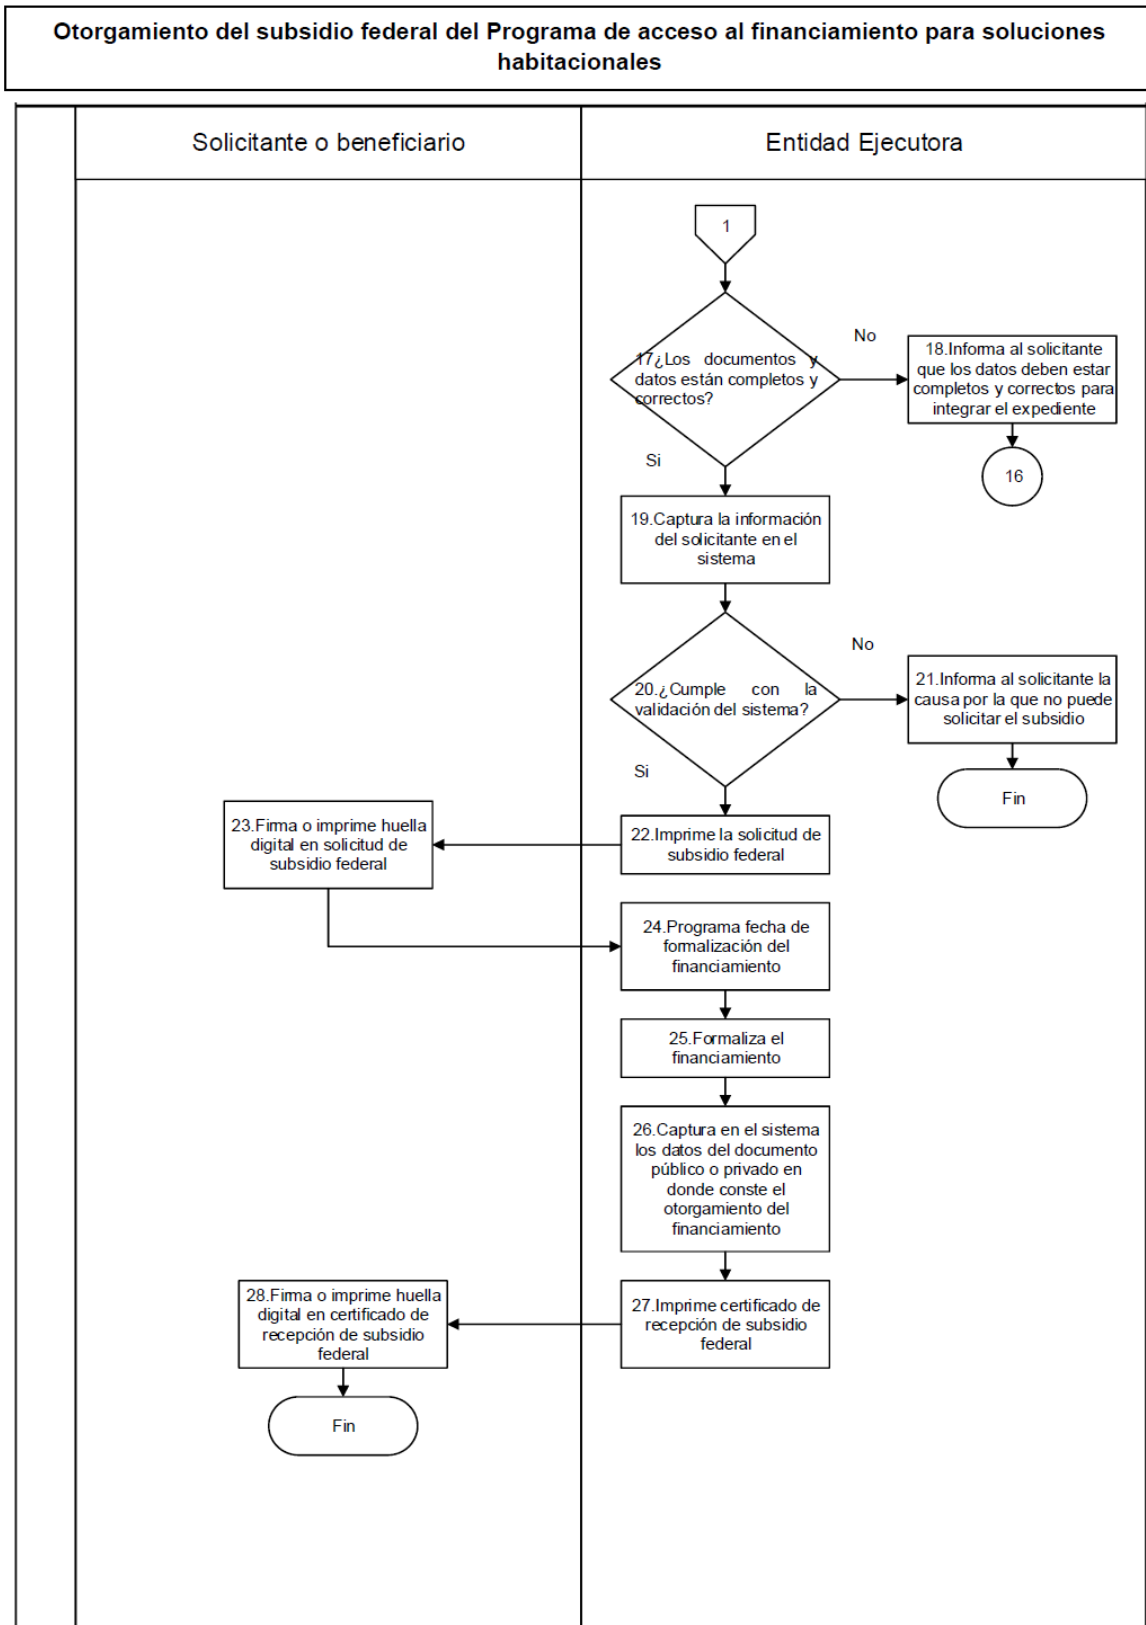 Otorgamiento del subsidio federal del Programa de acceso al financiamiento para soluciones
habitacionales
Solicitante o beneficiario
Entidad Ejecutora
1
17¿Los documentos y
datos están completos y
correctos?
No
18.Informa al solicitante
que los datos deben estar
completos y correctos para
integrar el expediente
Si
16
19.Captura la información
del solicitante en el
sistema
20.¿Cumple con la
validación del sistema?
No
21.Informa al solicitante la
causa por la que no puede
solicitar el subsidio
Si
Fin
22.Imprime la solicitud de
subsidio federal
23.Firma o imprime huella
digital en solicitud de
subsidio federal
24.Programa fecha de
formalización del
financiamiento
25.Formaliza el
financiamiento
26.Captura en el sistema
los datos del documento
público o privado en
donde conste el
otorgamiento del
financiamiento
27.Imprime certificado de
recepción de subsidio
federal
28.Firma o imprime huella
digital en certificado de
recepción de subsidio
federal
Fin